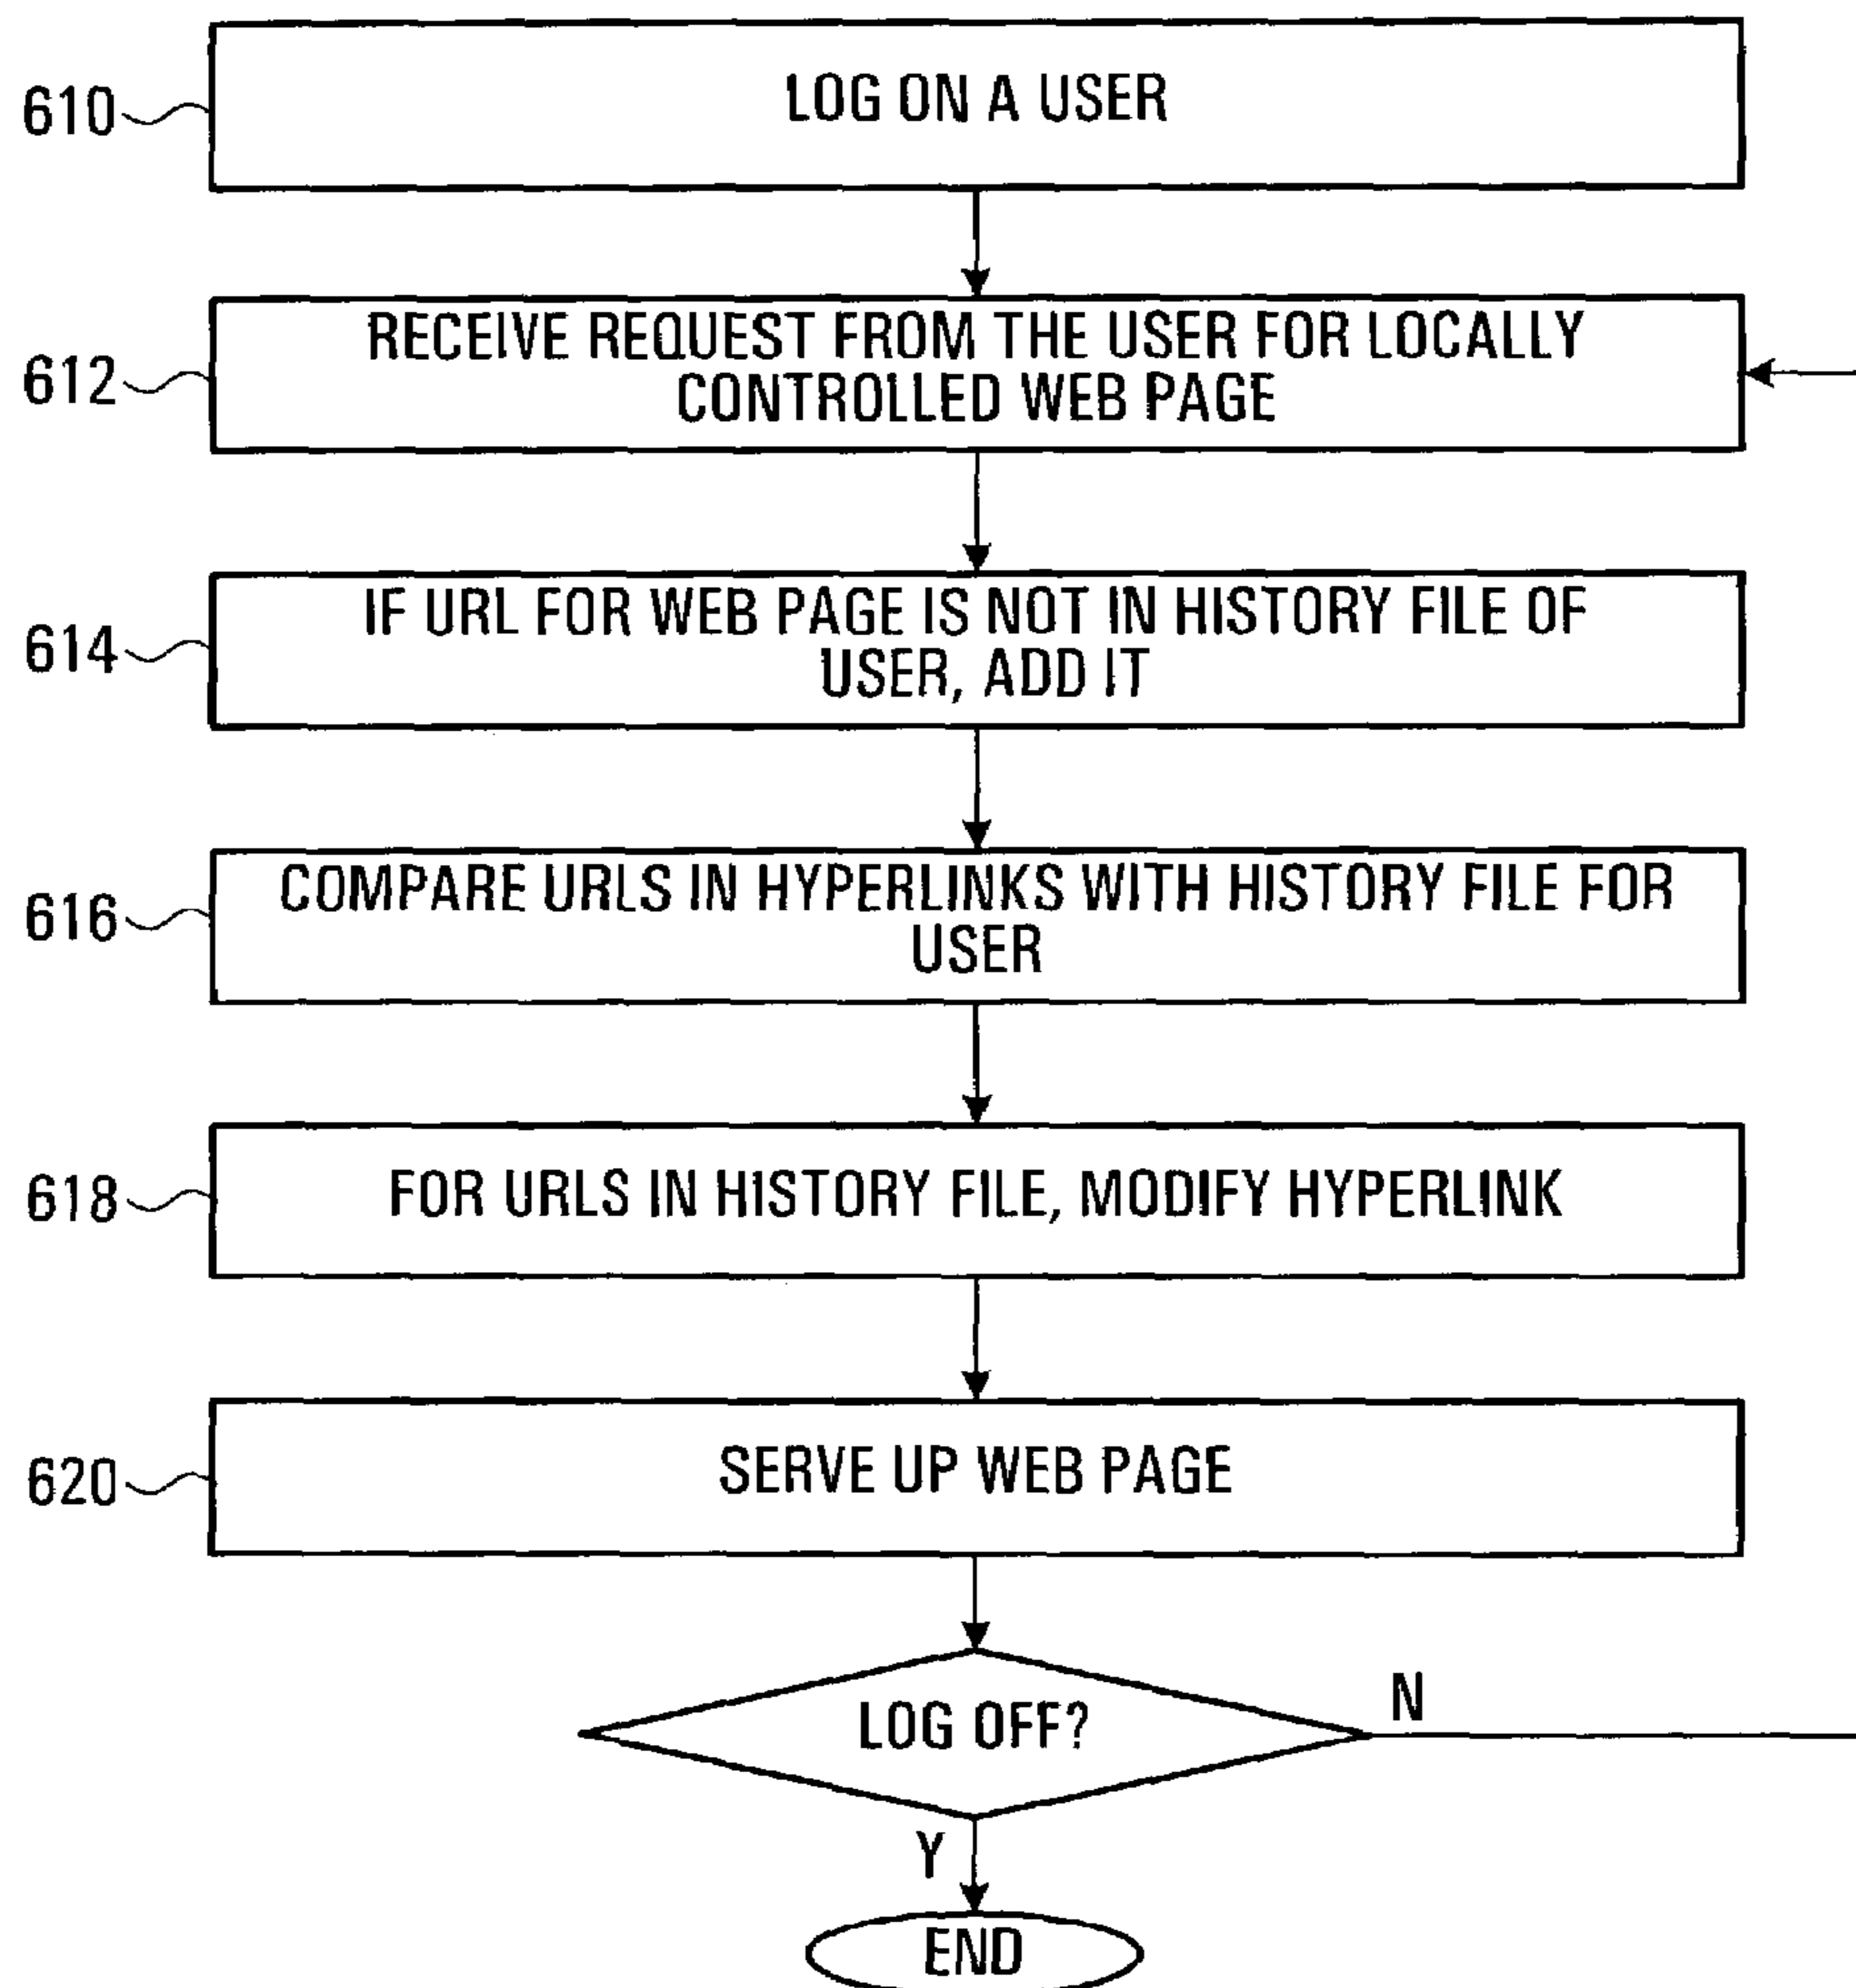 610
LOG ON A USER
612
RECEIVE REQUEST FROM THE USER FOR LOCALLY
CONTROLLED WEB PAGE
614
IF URL FOR WEB PAGE IS NOT IN HISTORY FILE OF
USER, ADD IT
616
COMPARE URLS IN HYPERLINKS WITH HISTORY FILE FOR
USER
618
FOR URLS IN HISTORY FILE, MODIFY HYPERLINK
620
SERVE UP WEB PAGE
LOG OFF?
N
Y
END